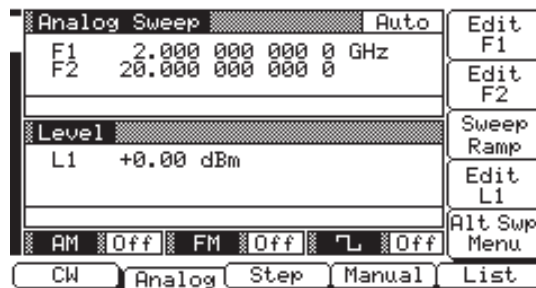 Analog Sweep Auto
F1 2.000 000 000 0 GHz
F2 20.000 000 000 0
Level
L1 +0.00 dBm
AM Off FM Off Off
Edit
F1
Edit
F2
Sweep
Ramp
Edit
L1
Alt Swp
Menu
CW Analog Step Manual List